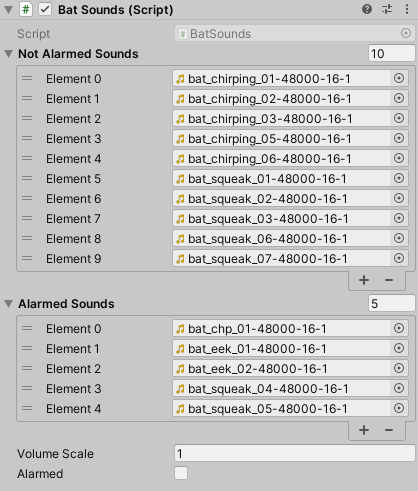 Bat Sounds (Script)
Script BatSounds
Not Alarmed Sounds 10
Element 0 bat_chirping_01-48000-16-1
Element 1 bat_chirping_02-48000-16-1
Element 2 bat_chirping_03-48000-16-1
Element 3 bat_chirping_05-48000-16-1
Element 4 bat_chirping_06-48000-16-1
Element 5 bat_squeak_01-48000-16-1
Element 6 bat_squeak_02-48000-16-1
Element 7 bat_squeak_03-48000-16-1
Element 8 bat_squeak_06-48000-16-1
Element 9 bat_squeak_07-48000-16-1
Alarmed Sounds 5
Element 0 bat_chp_01-48000-16-1
Element 1 bat_eek_01-48000-16-1
Element 2 bat_eek_02-48000-16-1
Element 3 bat_squeak_04-48000-16-1
Element 4 bat_squeak_05-48000-16-1
Volume Scale 1
Alarmed